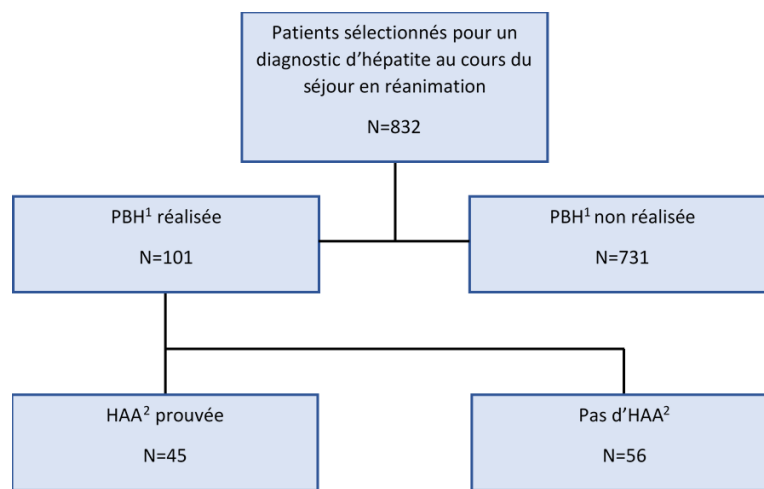 Patients sélectionnés pour un
diagnostic d’hépatite au cours du
séjour en réanimation
N=832
PBH¹ réalisée
N=101
PBH¹ non réalisée
N=731
HAA² prouvée
N=45
Pas d’HAA²
N=56